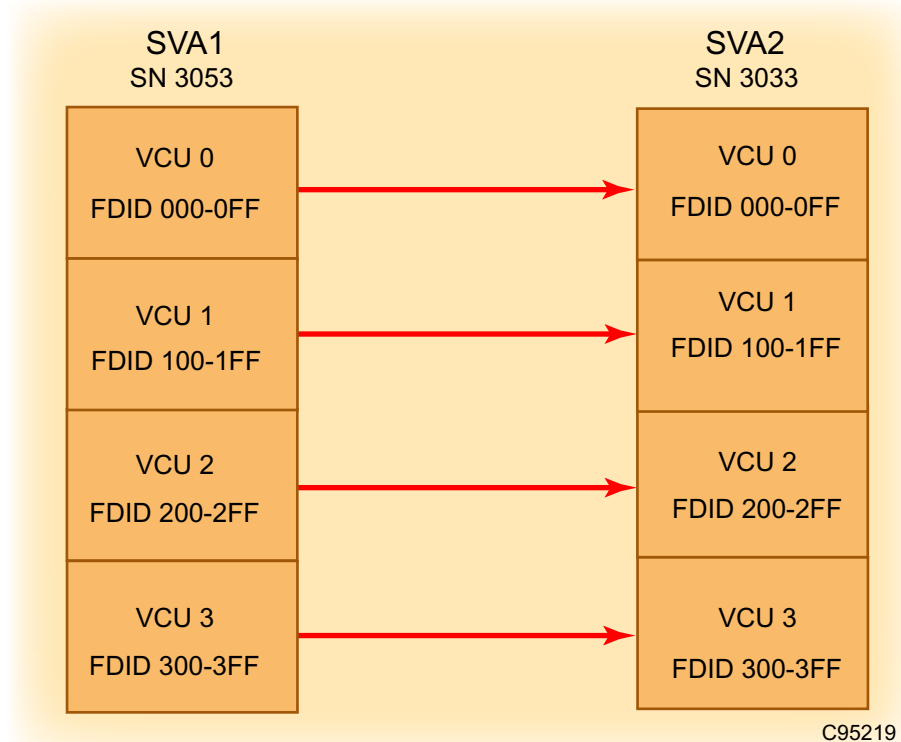 SVA1
SN 3053
VCU 0
FDID 000-0FF
VCU 1
FDID 100-1FF
VCU 2
FDID 200-2FF
VCU 3
FDID 300-3FF
SVA2
SN 3033
VCU 0
FDID 000-0FF
VCU 1
FDID 100-1FF
VCU 2
FDID 200-2FF
VCU 3
FDID 300-3FF
C95219